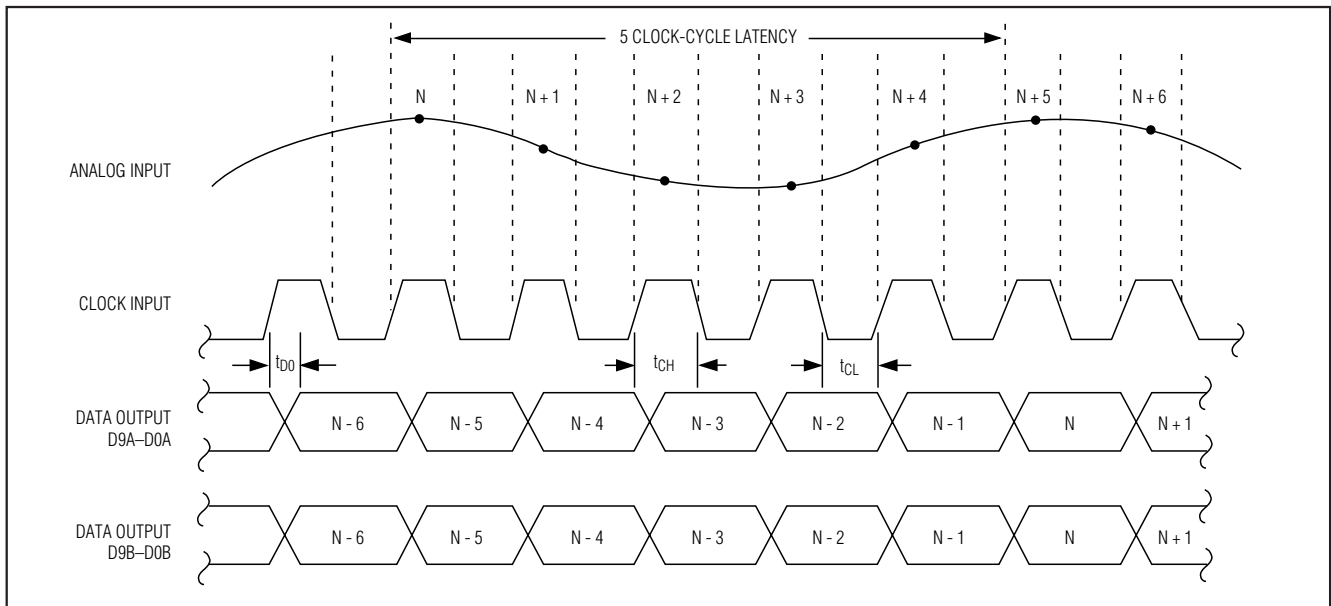 5 CLOCK-CYCLE LATENCY
N N + 1 N + 2 N + 3 N + 4 N + 5 N + 6
ANALOG INPUT
CLOCK INPUT
tD0 tCH tCL
DATA OUTPUT
D9A–D0A
N - 6 N - 5 N - 4 N - 3 N - 2 N - 1 N N + 1
DATA OUTPUT
D9B–D0B
N - 6 N - 5 N - 4 N - 3 N - 2 N - 1 N N + 1